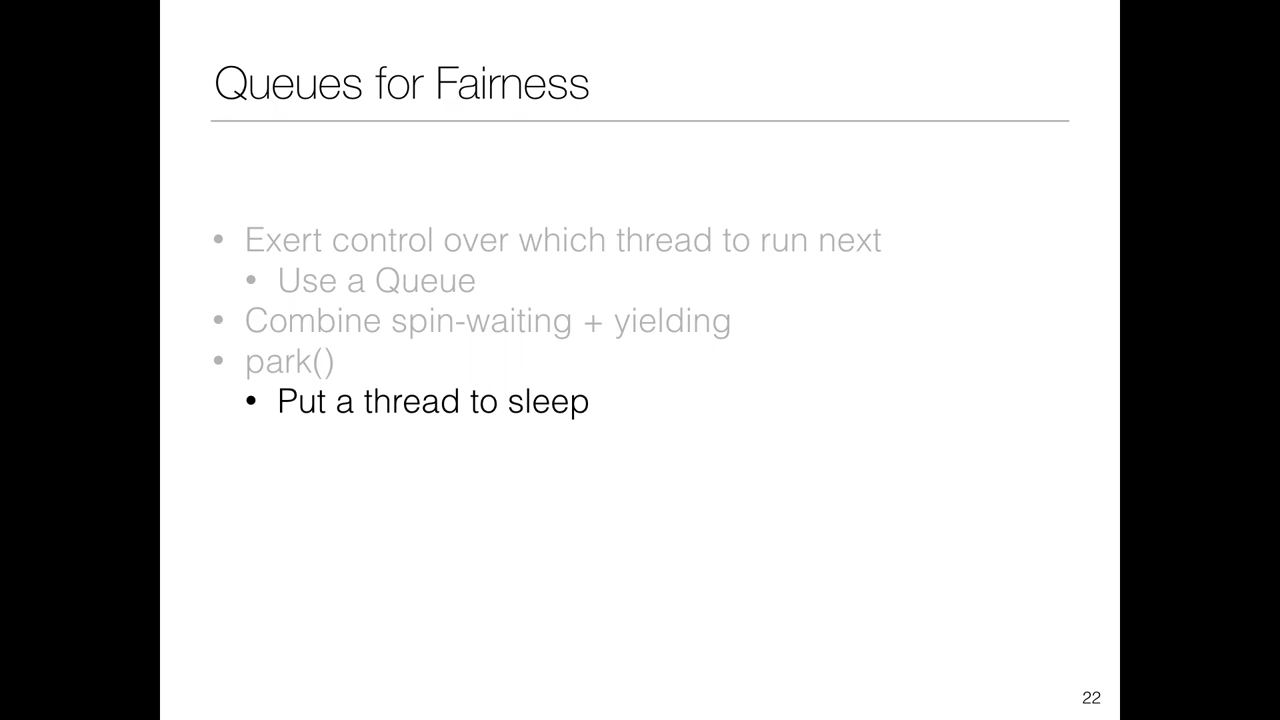 Queues for Fairness
• Exert control over which thread to run next
• Use a Queue
• Combine spin-waiting + yielding
• park()
• Put a thread to sleep
22